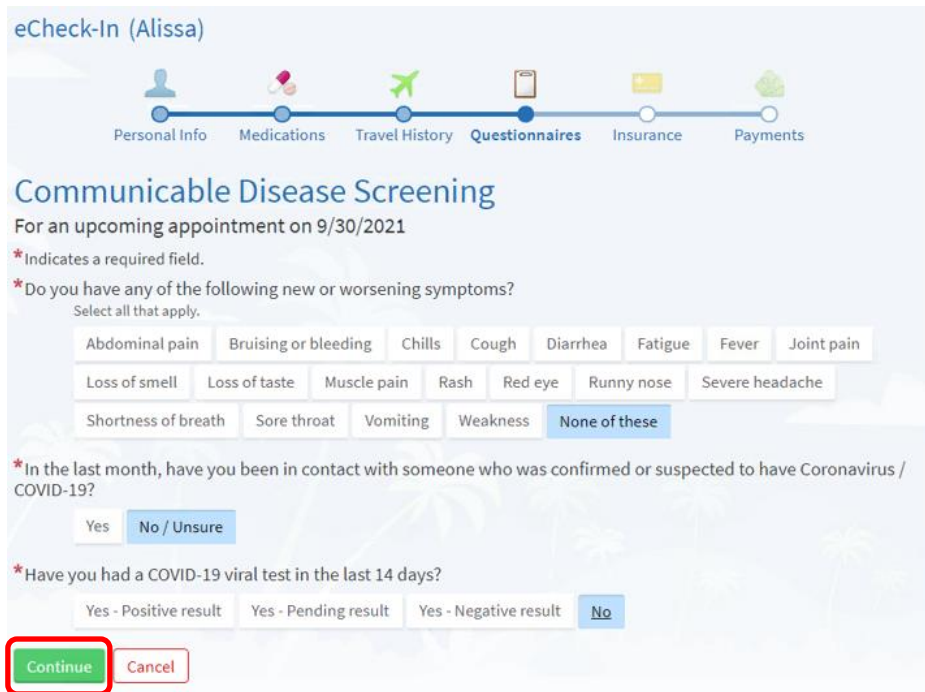 eCheck-In (Alissa)
Personal Info Medications Travel History Questionnaires Insurance Payments
Communicable Disease Screening
For an upcoming appointment on 9/30/2021
*Indicates a required field.
*Do you have any of the following new or worsening symptoms?
Select all that apply.
Abdominal pain Bruising or bleeding Chills Cough Diarrhea Fatigue Fever Joint pain
Loss of smell Loss of taste Muscle pain Rash Red eye Runny nose Severe headache
Shortness of breath Sore throat Vomiting Weakness None of these
*In the last month, have you been in contact with someone who was confirmed or suspected to have Coronavirus /
COVID-19?
Yes No / Unsure
*Have you had a COVID-19 viral test in the last 14 days?
Yes - Positive result Yes - Pending result Yes - Negative result No
Continue Cancel